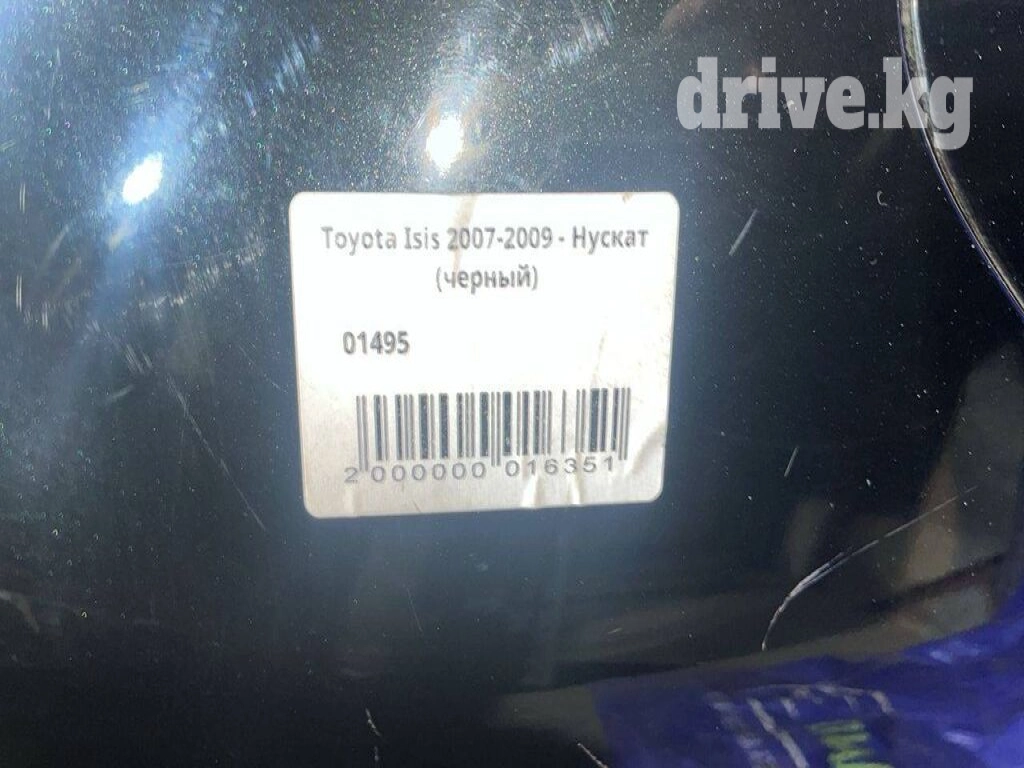 drive.kg
Toyota Isis 2007-2009 - Нускат
(черный)
01495
2 000000 016351